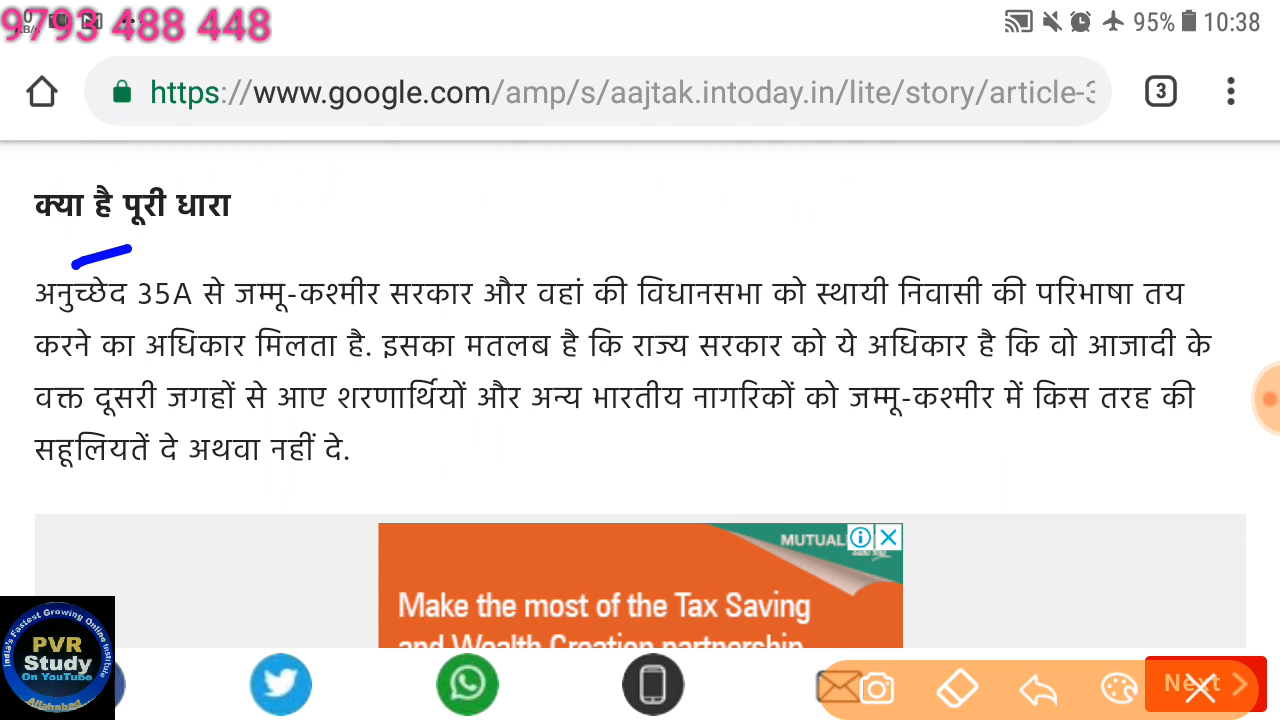 9793 488 448
95% 10:38
https://www.google.com/amp/s/aajtak.intoday.in/lite/story/article-3
3
क्या है पूरी धारा
अनुच्छेद 35A से जम्मू-कश्मीर सरकार और वहां की विधानसभा को स्थायी निवासी की परिभाषा तय
करने का अधिकार मिलता है. इसका मतलब है कि राज्य सरकार को ये अधिकार है कि वो आजादी के
वक्त दूसरी जगहों से आए शरणार्थियों और अन्य भारतीय नागरिकों को जम्मू-कश्मीर में किस तरह की
सहूलियतें दे अथवा नहीं दे.
MUTUAL
Make the most of the Tax Saving
and Wealth Creation partnership
India's Fastest Growing Online Institute
PVR
Study
On YouTube
Allahabad
Next